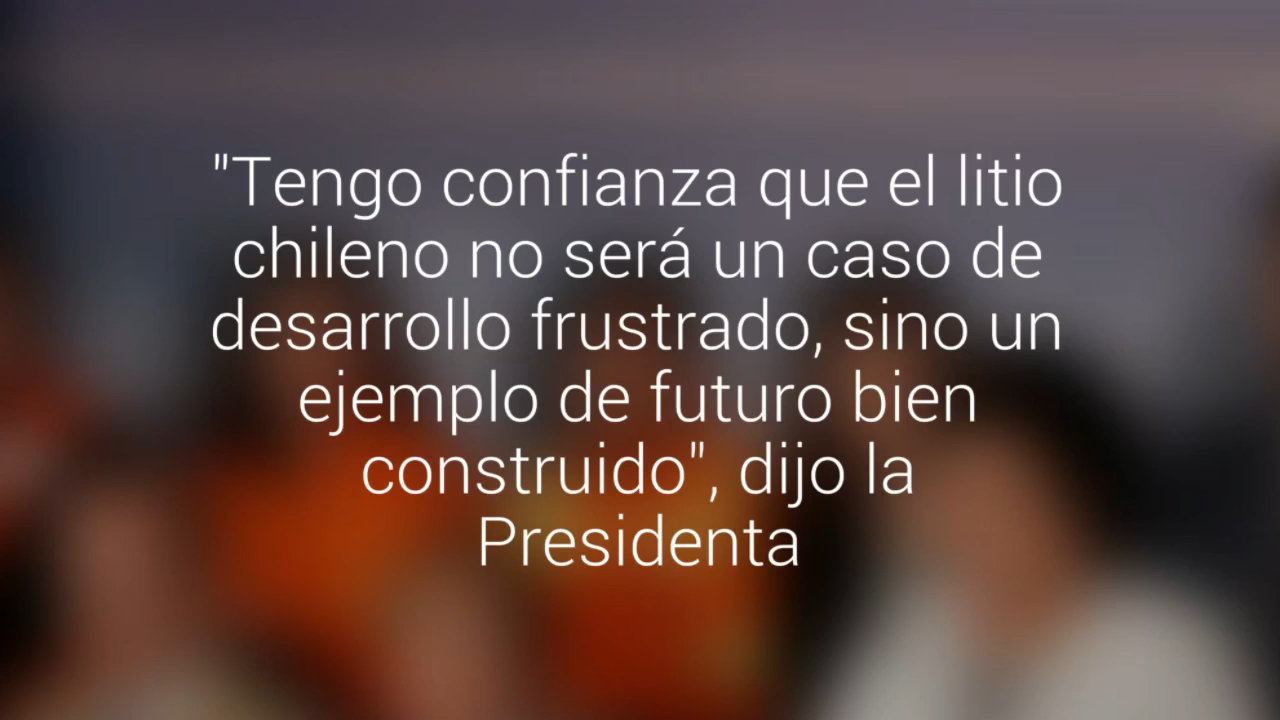 "Tengo confianza que el litio
chileno no será un caso de
desarrollo frustrado, sino un
ejemplo de futuro bien
construido", dijo la
Presidenta